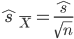 ŝ_X̅ = ŝ/√n